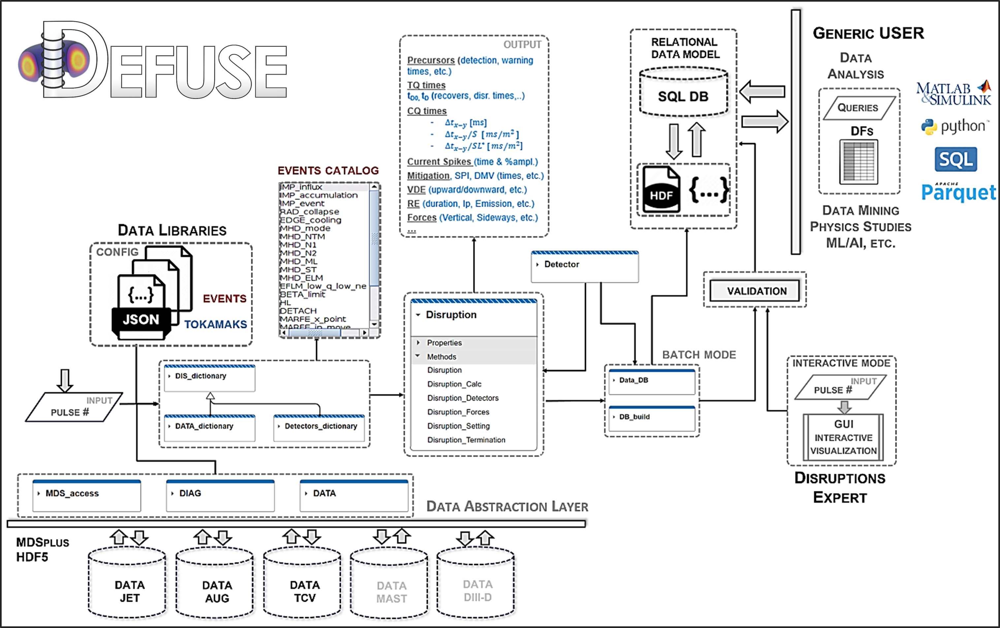 DEFUSE
OUTPUT
Precursors (detection, warning
times, etc.)
TQ times
tD0, tD (recovers, disr. times,..)
CQ times
- Δtx−y [ms]
- Δtx−y/S [ms/m²]
- Δtx−y/SL* [ms/m²]
Current Spikes (time & %ampl.)
Mitigation, SPI, DMV (times, etc.)
VDE (upward/downward, etc.)
RE (duration, Ip, Emission, etc.)
Forces (Vertical, Sideways, etc.)
...
RELATIONAL
DATA MODEL
SQL DB
HDF
{...}
GENERIC USER
DATA
ANALYSIS
QUERIES
DFs
DATA MINING
PHYSICS STUDIES
ML/AI, ETC.
MATLAB
&SIMULINK
python™
SQL
APACHE
Parquet
EVENTS CATALOG
IMP_influx
IMP_accumulation
IMP_event
RAD_collapse
EDGE_cooling
MHD_mode
MHD_NTM
MHD_N1
MHD_N2
MHD_ML
MHD_ST
MHD_ELM
EFLM_low_q_low_ne
BETA_limit
HL
DETACH
MARFE_x_point
MARFE_in_move
DATA LIBRARIES
CONFIG
{...}
JSON
EVENTS
TOKAMAKS
INPUT
PULSE #
DIS_dictionary
DATA_dictionary
Detectors_dictionary
Detector
Disruption
Properties
Methods
Disruption
Disruption_Calc
Disruption_Detectors
Disruption_Forces
Disruption_Setting
Disruption_Termination
BATCH MODE
Data_DB
DB_build
VALIDATION
INTERACTIVE MODE
INPUT
PULSE #
GUI
INTERACTIVE
VISUALIZATION
DISRUPTIONS
EXPERT
MDS_access
DIAG
DATA
DATA ABSTRACTION LAYER
MDSPLUS
HDF5
DATA
JET
DATA
AUG
DATA
TCV
DATA
MAST
DATA
DIII-D